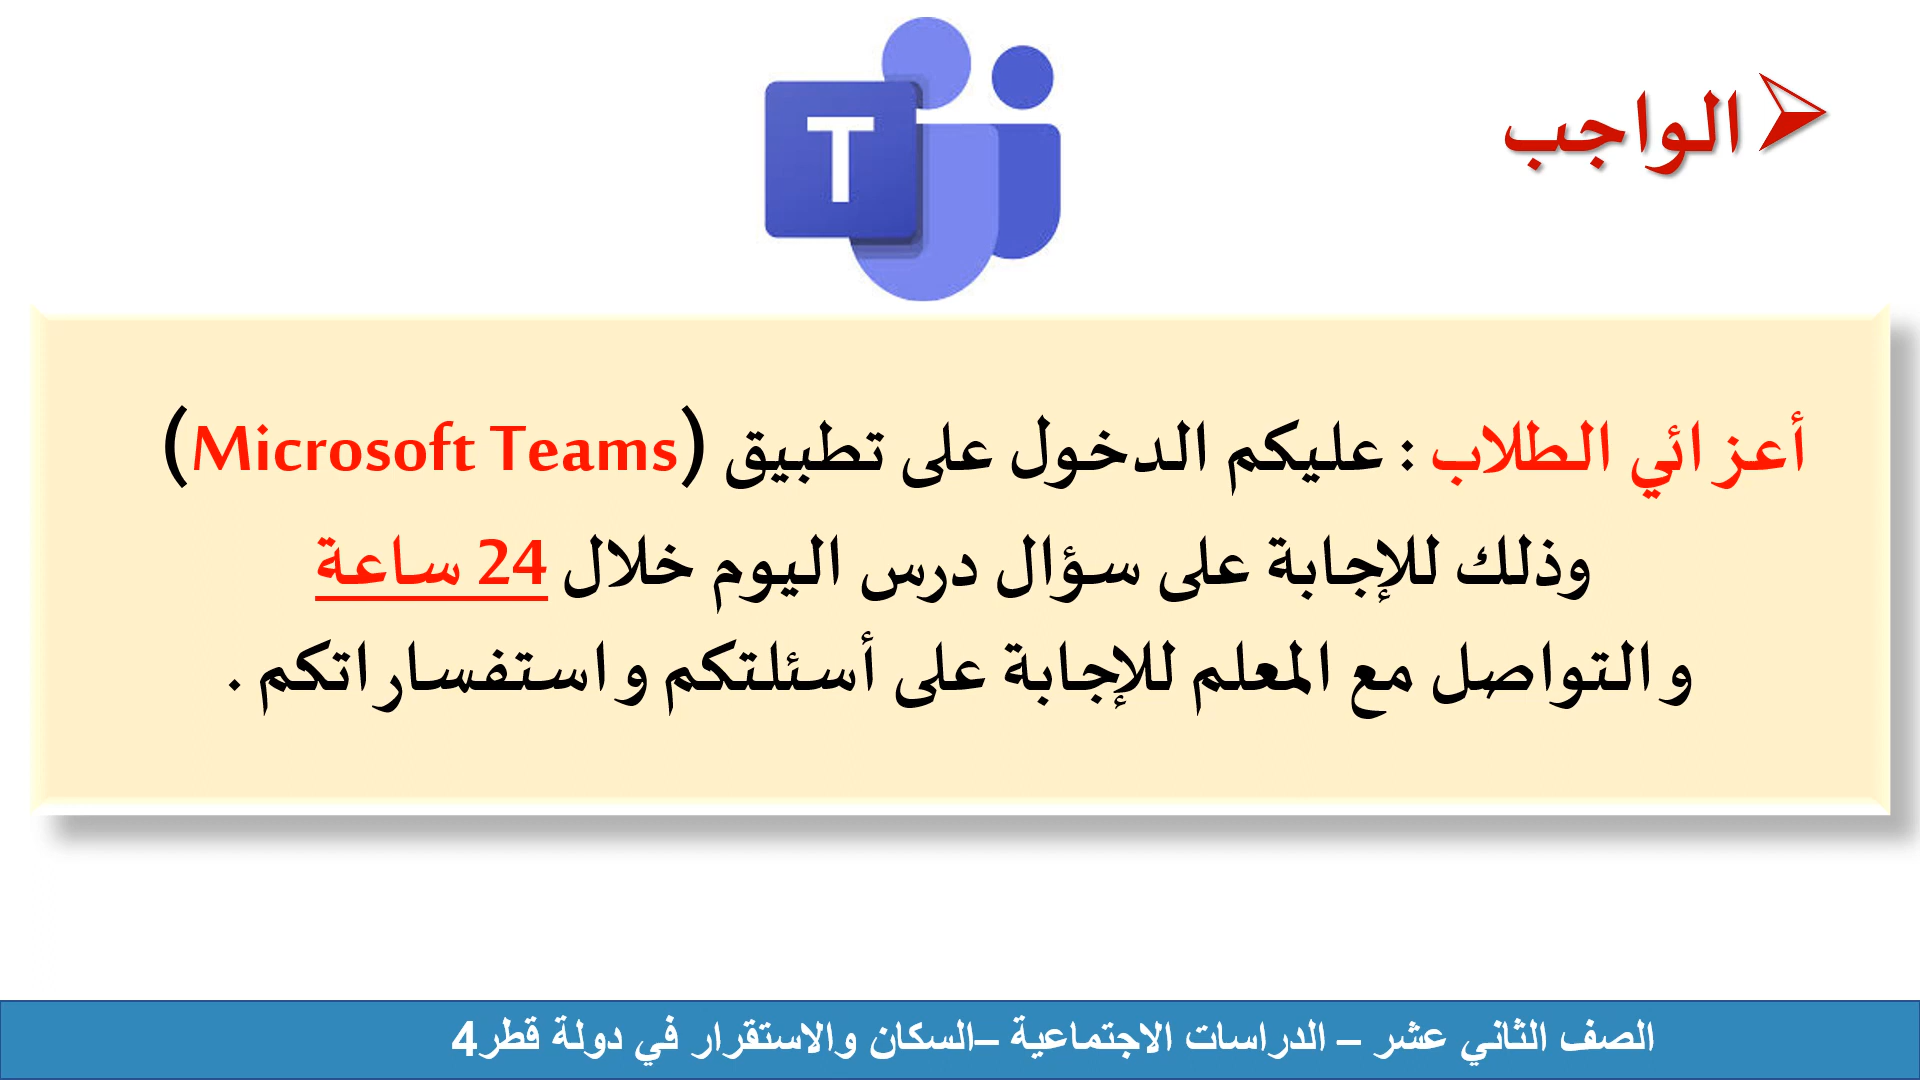 الواجب
T
أعزائي الطلاب : عليكم الدخول على تطبيق (Microsoft Teams)
وذلك للإجابة على سؤال درس اليوم خلال 24 ساعة
والتواصل مع المعلم للإجابة على أسئلتكم واستفساراتكم .
الصف الثاني عشر – الدراسات الاجتماعية –السكان والاستقرار في دولة قطر4